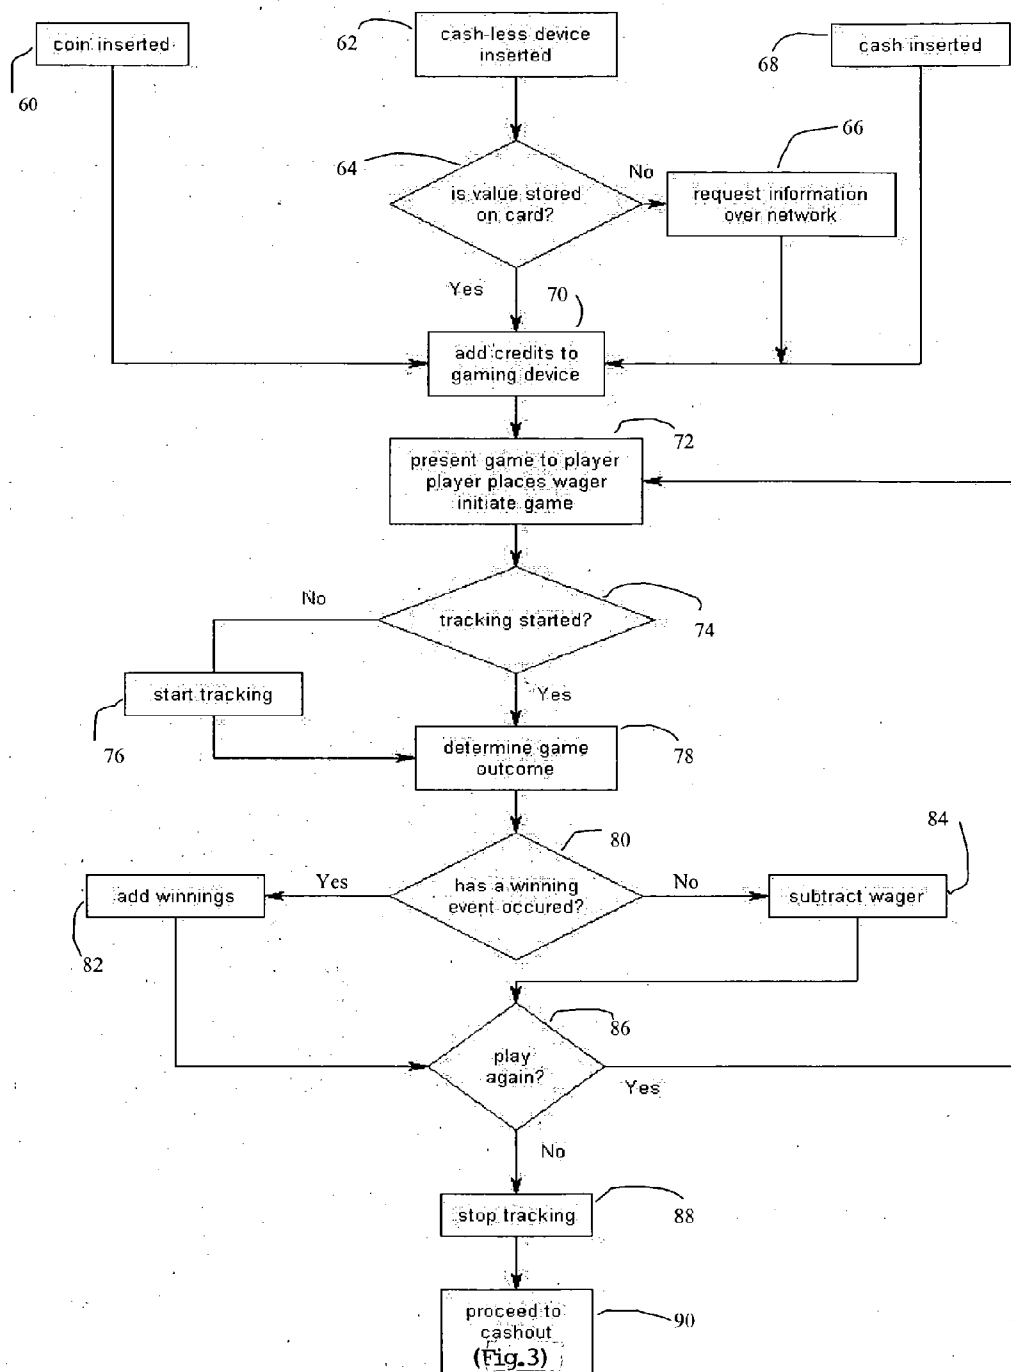 coin inserted
60
62
cash-less device
inserted
68
cash inserted
64
is value stored
on card?
No
66
request information
over network
Yes
70
add credits to
gaming device
72
present game to player
player places wager
initiate game
No
tracking started?
74
start tracking
76
Yes
determine game
outcome
78
80
84
add winnings
82
Yes
has a winning
event occured?
No
subtract wager
86
play
again?
Yes
No
stop tracking
88
proceed to
cashout
(Fig.3)
90